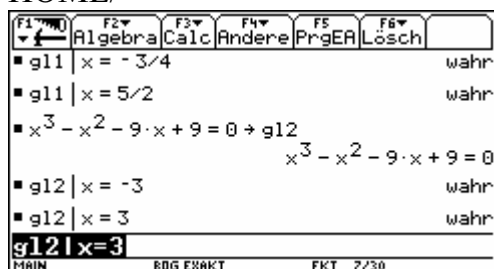 HOME/
F1 F2▾ F3▾ F4▾ F5 F6▾
Algebra Calc Andere PrgEA Lösch
▪ gl1 | x = -3/4 wahr
▪ gl1 | x = 5/2 wahr
▪ x³ - x² - 9·x + 9 = 0 → gl2
x³ - x² - 9·x + 9 = 0
▪ gl2 | x = -3 wahr
▪ gl2 | x = 3 wahr
gl2|x=3
MAIN BOG EXAKT FKT 7/30